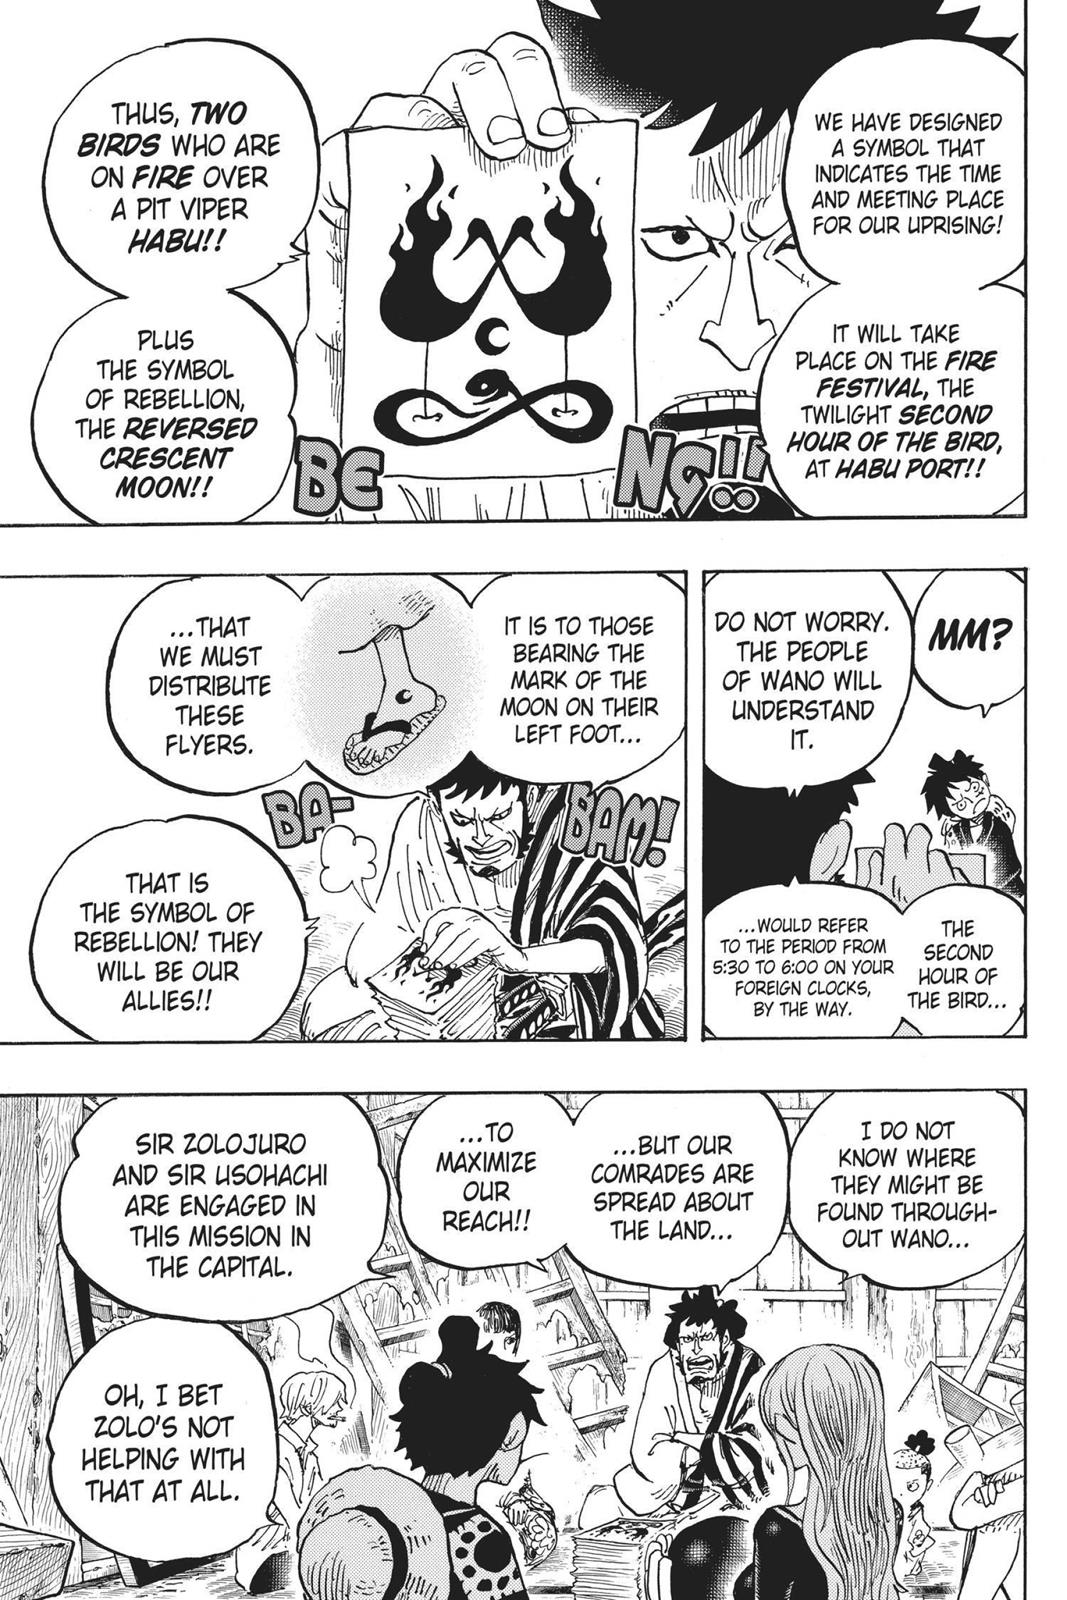 WE HAVE DESIGNED
A SYMBOL THAT
INDICATES THE TIME
AND MEETING PLACE
FOR OUR UPRISING!
IT WILL TAKE
PLACE ON THE FIRE
FESTIVAL, THE
TWILIGHT SECOND
HOUR OF THE BIRD,
AT HABU PORT!!
THUS, TWO
BIRDS WHO ARE
ON FIRE OVER
A PIT VIPER
HABU!!
PLUS
THE SYMBOL
OF REBELLION,
THE REVERSED
CRESCENT
MOON!!
BE
NG!!
MM?
DO NOT WORRY.
THE PEOPLE
OF WANO WILL
UNDERSTAND
IT.
THE
SECOND
HOUR OF
THE BIRD...
...WOULD REFER
TO THE PERIOD FROM
5:30 TO 6:00 ON YOUR
FOREIGN CLOCKS,
BY THE WAY.
IT IS TO THOSE
BEARING THE
MARK OF THE
MOON ON THEIR
LEFT FOOT...
...THAT
WE MUST
DISTRIBUTE
THESE
FLYERS.
BA-
BAM!
THAT IS
THE SYMBOL OF
REBELLION! THEY
WILL BE OUR
ALLIES!!
I DO NOT
KNOW WHERE
THEY MIGHT BE
FOUND THROUGH-
OUT WANO...
...BUT OUR
COMRADES ARE
SPREAD ABOUT
THE LAND...
...TO
MAXIMIZE
OUR
REACH!!
SIR ZOLOJURO
AND SIR USOHACHI
ARE ENGAGED IN
THIS MISSION IN
THE CAPITAL.
OH, I BET
ZOLO'S NOT
HELPING WITH
THAT AT ALL.